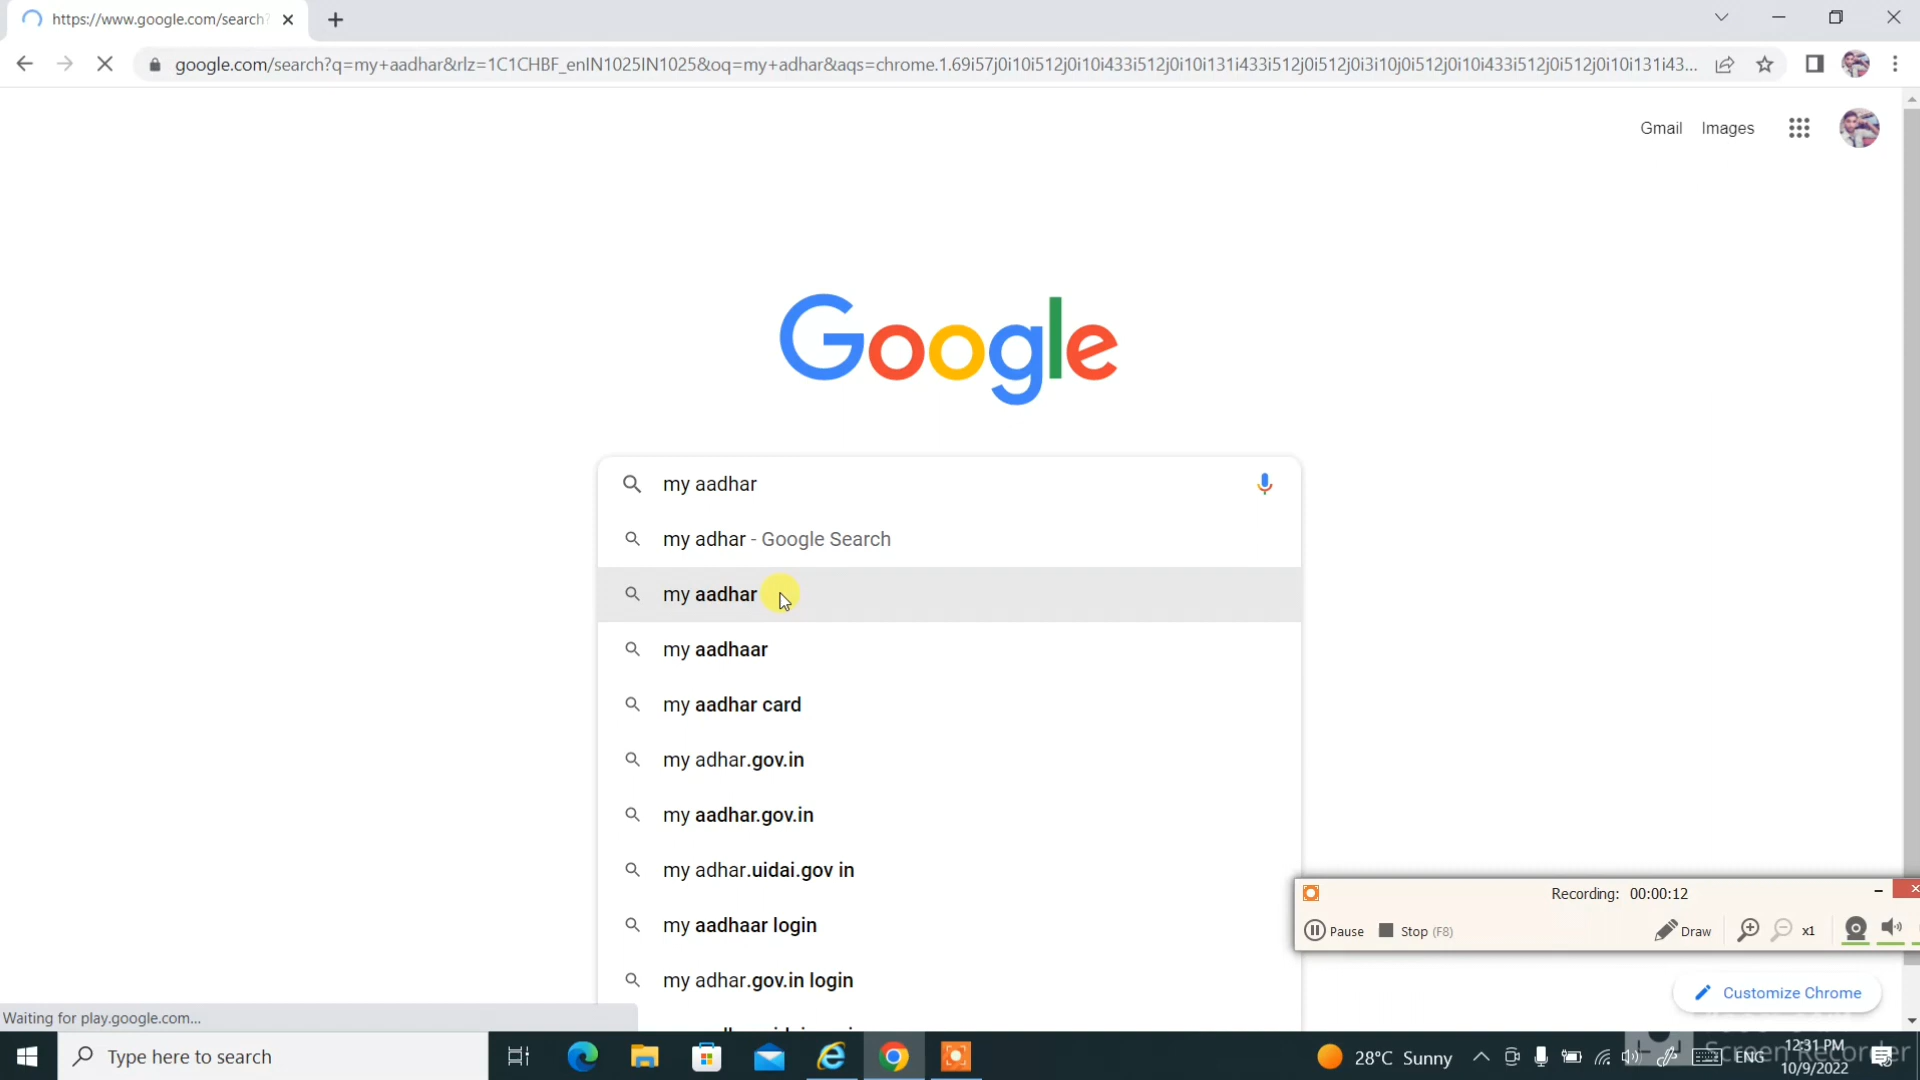 https://www.google.com/search?
google.com/search?q=my+aadhar&rlz=1C1CHBF_enIN1025IN1025&oq=my+adhar&aqs=chrome.1.69i57j0i10i512j0i10i433i512j0i10i131i433i512j0i512j0i3i10j0i512j0i10i433i512j0i512j0i10i131i43...
Gmail Images
Google
my aadhar
my adhar - Google Search
my aadhar
my aadhaar
my aadhar card
my adhar.gov.in
my aadhar.gov.in
my adhar.uidai.gov in
my aadhaar login
my adhar.gov.in login
Recording: 00:00:12
Pause Stop (F8) Draw x1
Customize Chrome
Waiting for play.google.com...
Type here to search
28°C Sunny
ENG
12:31 PM
10/9/2022
Screen Recorder